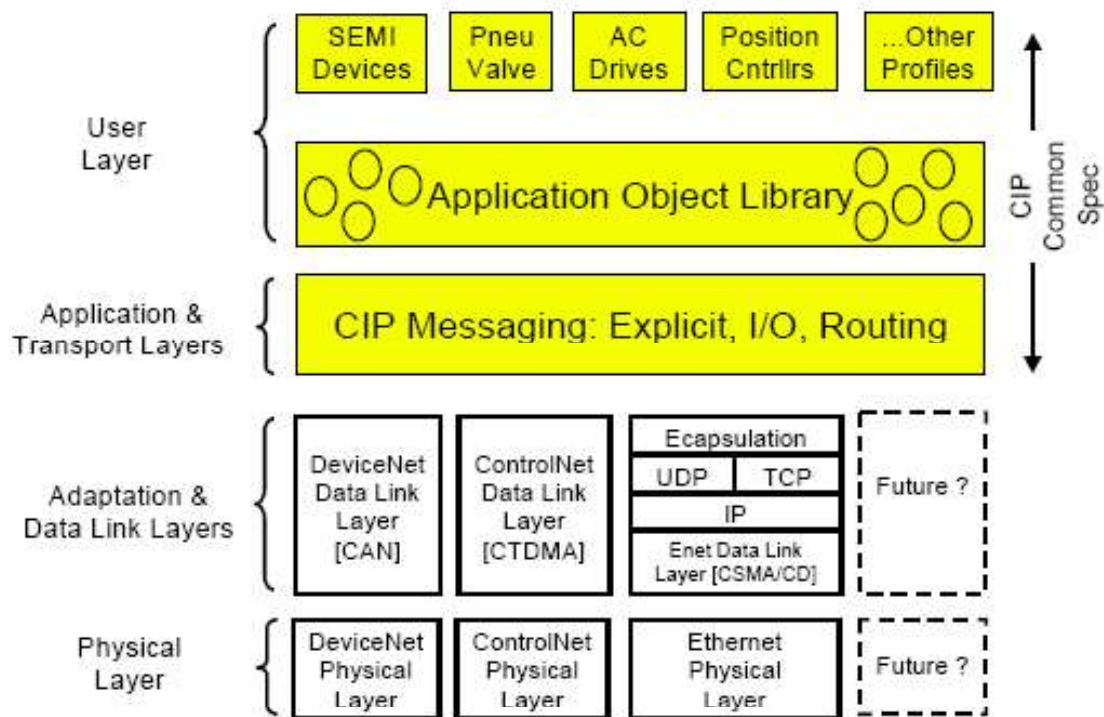 SEMI
Devices
Pneu
Valve
AC
Drives
Position
Cntrllrs
...Other
Profiles
User
Layer
Application Object Library
CIP
Common
Spec
Application &
Transport Layers
CIP Messaging: Explicit, I/O, Routing
Adaptation &
Data Link Layers
DeviceNet
Data Link
Layer
[CAN]
ControlNet
Data Link
Layer
[CTDMA]
Ecapsulation
UDP
TCP
IP
Enet Data Link
Layer [CSMA/CD]
Future ?
Physical
Layer
DeviceNet
Physical
Layer
ControlNet
Physical
Layer
Ethernet
Physical
Layer
Future ?